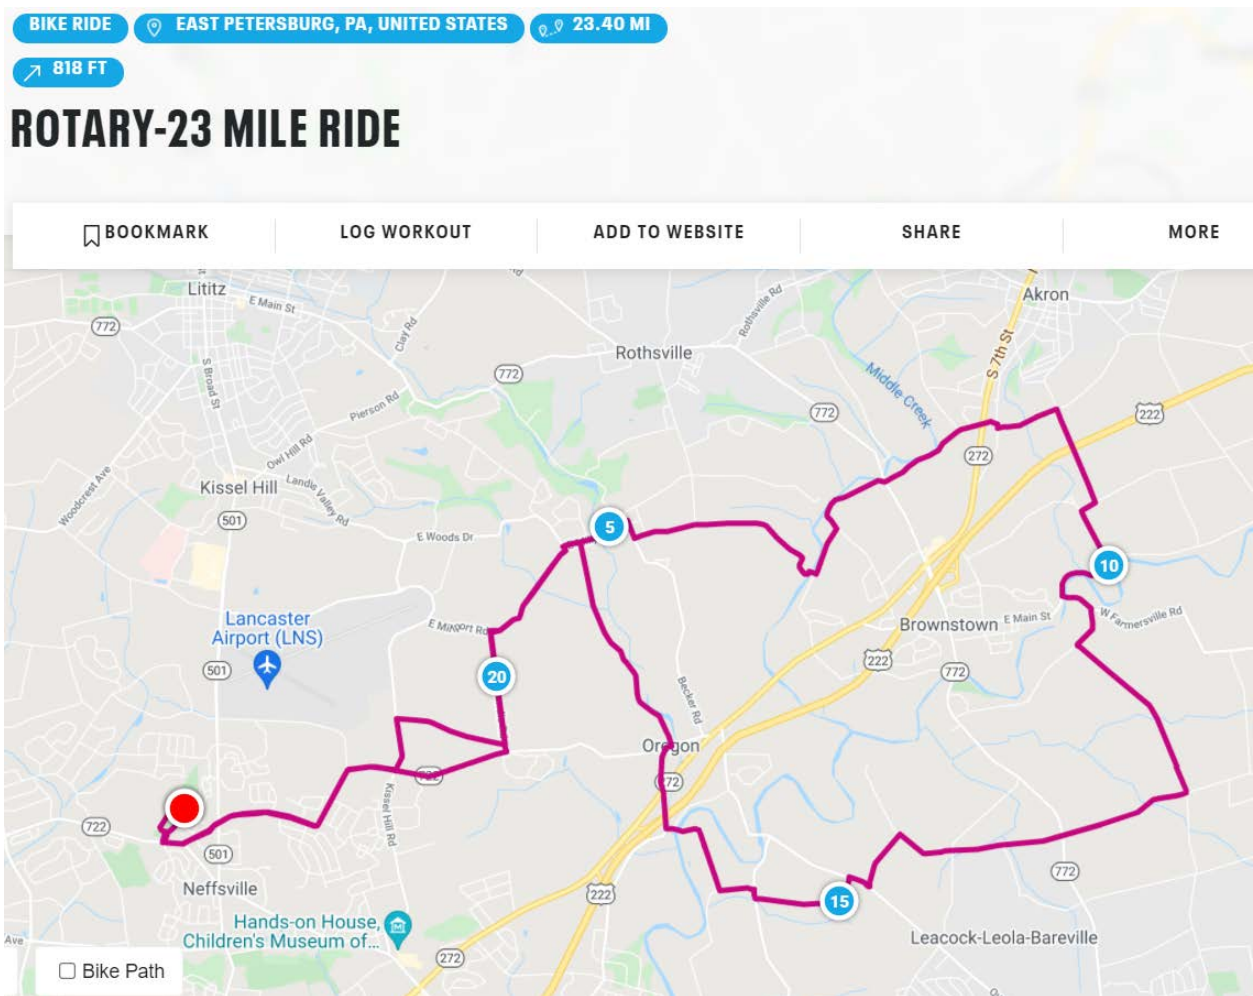 BIKE RIDE
EAST PETERSBURG, PA, UNITED STATES
23.40 MI
818 FT
ROTARY-23 MILE RIDE
BOOKMARK
LOG WORKOUT
ADD TO WEBSITE
SHARE
MORE
Lititz
E Main St
Rd
Rothsville Rd
Akron
772
Clay Rd
Rothsville
S 7th St
S Broad St
772
Middle Creek
Pierson Rd
772
222
Owl Hill Rd
272
Woodcrest Ave
Kissel Hill
Landis Valley Rd
501
5
E Woods Dr
10
Lancaster
Airport (LNS)
E Millport Rd
Brownstown
E Main St
W Farmersville Rd
501
20
222
772
Becker Rd
Oregon
722
272
Kissel Hill Rd
722
501
772
Neffsville
222
15
Hands-on House,
Children's Museum of...
Leacock-Leola-Bareville
Ave
272
Bike Path